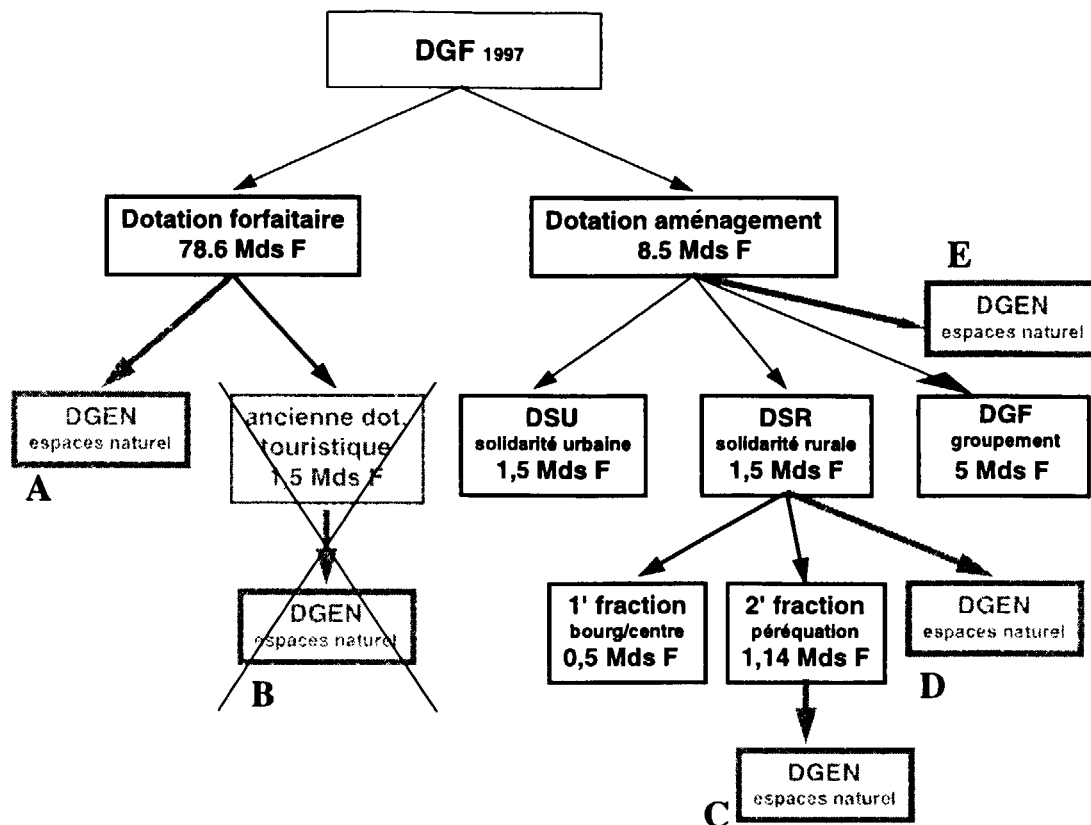 DGF 1997
Dotation forfaitaire
78.6 Mds F
Dotation aménagement
8.5 Mds F
E
DGEN
espaces naturel
DGEN
espaces naturel
A
ancienne dot,
touristique
1,5 Mds F
DSU
solidarité urbaine
1,5 Mds F
DSR
solidarité rurale
1,5 Mds F
DGF
groupement
5 Mds F
DGEN
espaces naturel
B
1' fraction
bourg/centre
0,5 Mds F
2' fraction
péréquation
1,14 Mds F
DGEN
espaces naturel
D
DGEN
espaces naturel
C